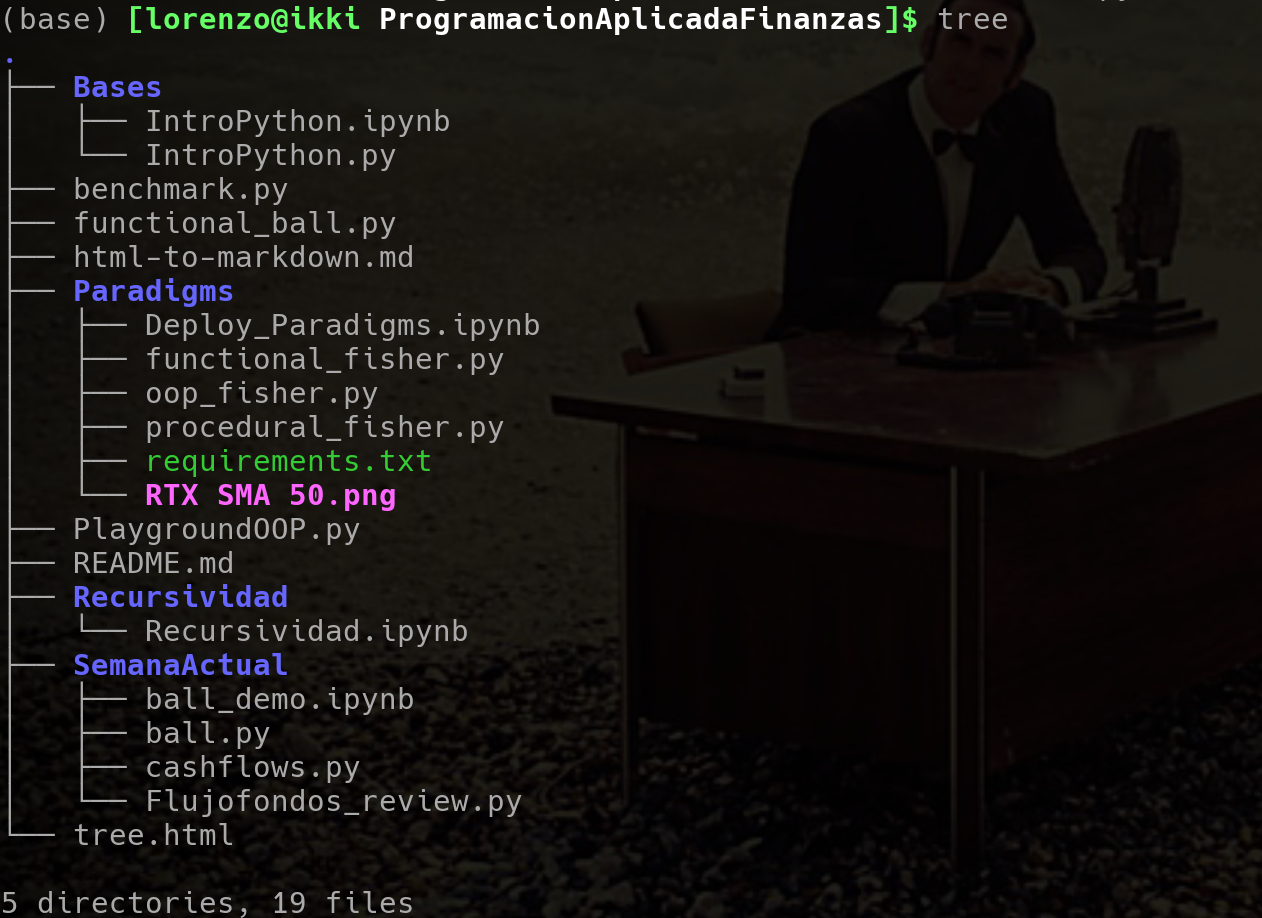 (base) [lorenzo@ikki ProgramacionAplicadaFinanzas]$ tree
.
├── Bases
│   ├── IntroPython.ipynb
│   └── IntroPython.py
├── benchmark.py
├── functional_ball.py
├── html-to-markdown.md
├── Paradigms
│   ├── Deploy_Paradigms.ipynb
│   ├── functional_fisher.py
│   ├── oop_fisher.py
│   ├── procedural_fisher.py
│   ├── requirements.txt
│   └── RTX SMA 50.png
├── PlaygroundOOP.py
├── README.md
├── Recursividad
│   └── Recursividad.ipynb
├── SemanaActual
│   ├── ball_demo.ipynb
│   ├── ball.py
│   ├── cashflows.py
│   └── Flujofondos_review.py
└── tree.html
5 directories, 19 files